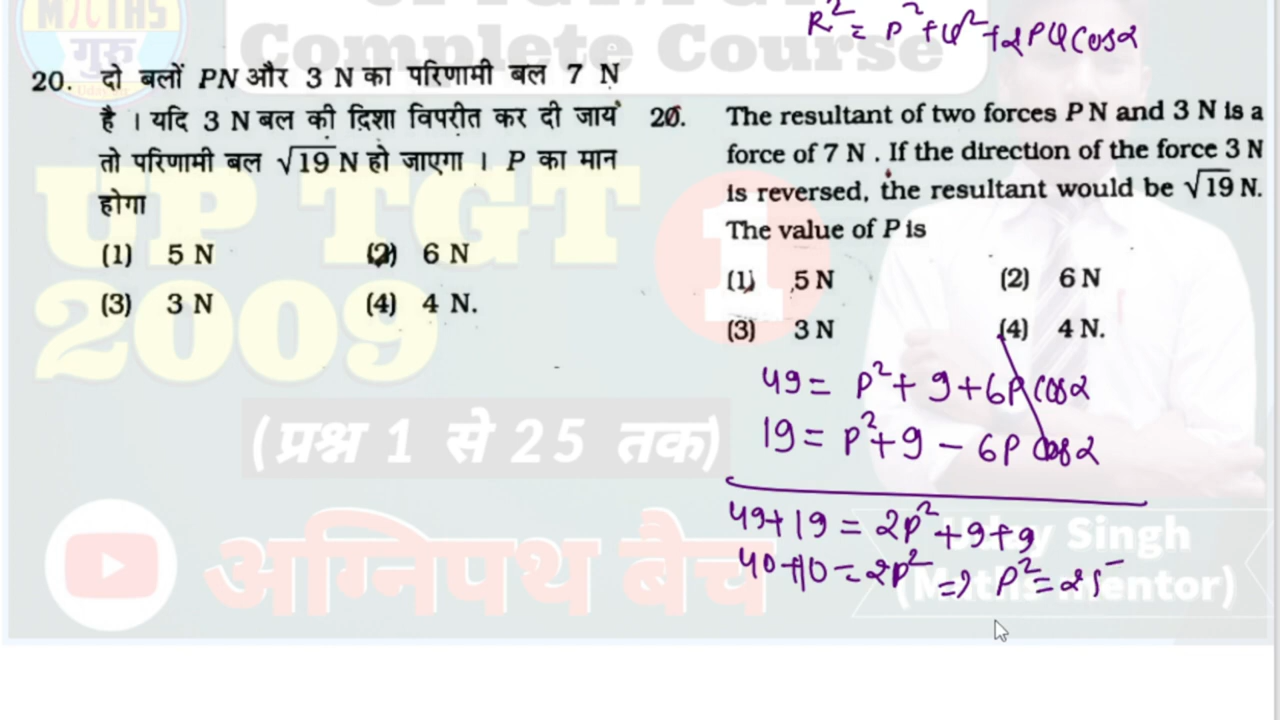 MπTHS
गुरु
Complete Course
R² = P² + Q² + 2PQ Cos α
20. दो बलों PN और 3 N का परिणामी बल 7 N
है । यदि 3 N बल की दिशा विपरीत कर दी जाय
तो परिणामी बल √19 N हो जाएगा । P का मान
होगा
(1) 5 N (2) 6 N
(3) 3 N (4) 4 N.
20. The resultant of two forces P N and 3 N is a
force of 7 N . If the direction of the force 3 N
is reversed, the resultant would be √19 N.
The value of P is
(1) 5 N (2) 6 N
(3) 3 N (4) 4 N.
49 = P² + 9 + 6P Cos α
19 = P² + 9 − 6P Cos α
49 + 19 = 2P² + 9 + 9
40 + 10 = 2P² => P² = 25
UP TGT
2009
1
(प्रश्न 1 से 25 तक)
अग्निपथ बैच
Uday Singh
(Maths Mentor)